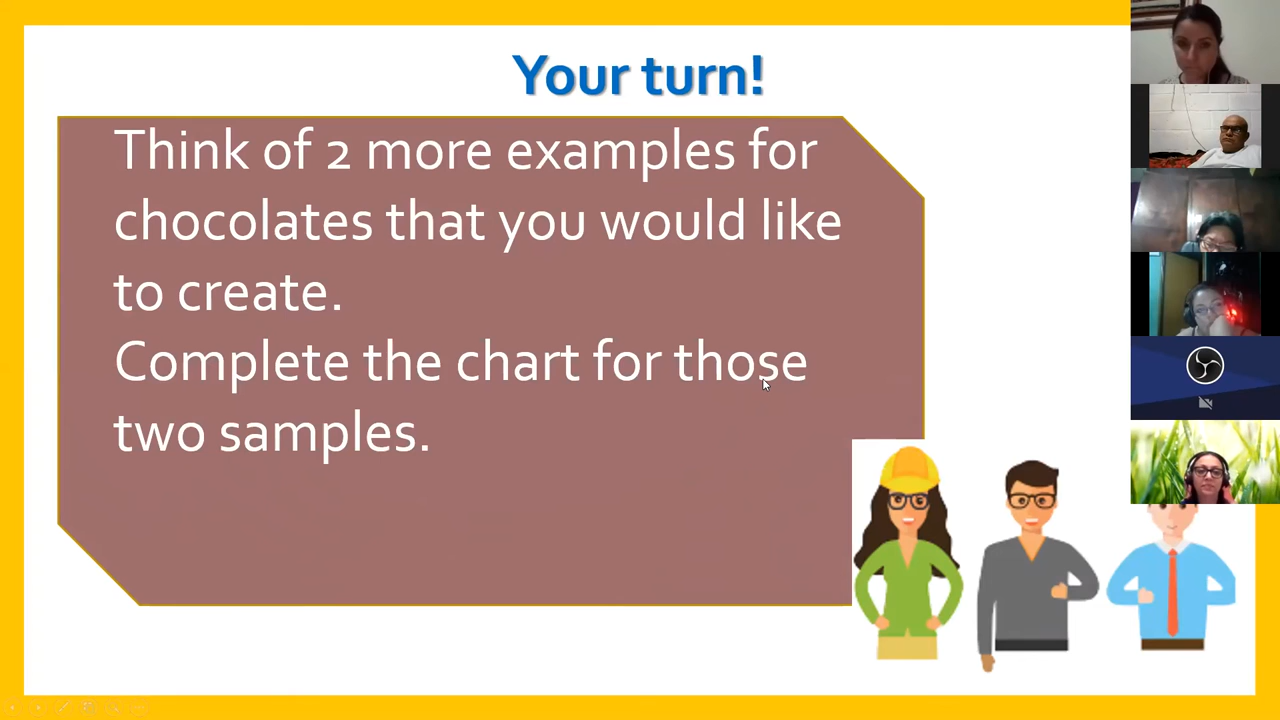 Your turn!
Think of 2 more examples for
chocolates that you would like
to create.
Complete the chart for those
two samples.